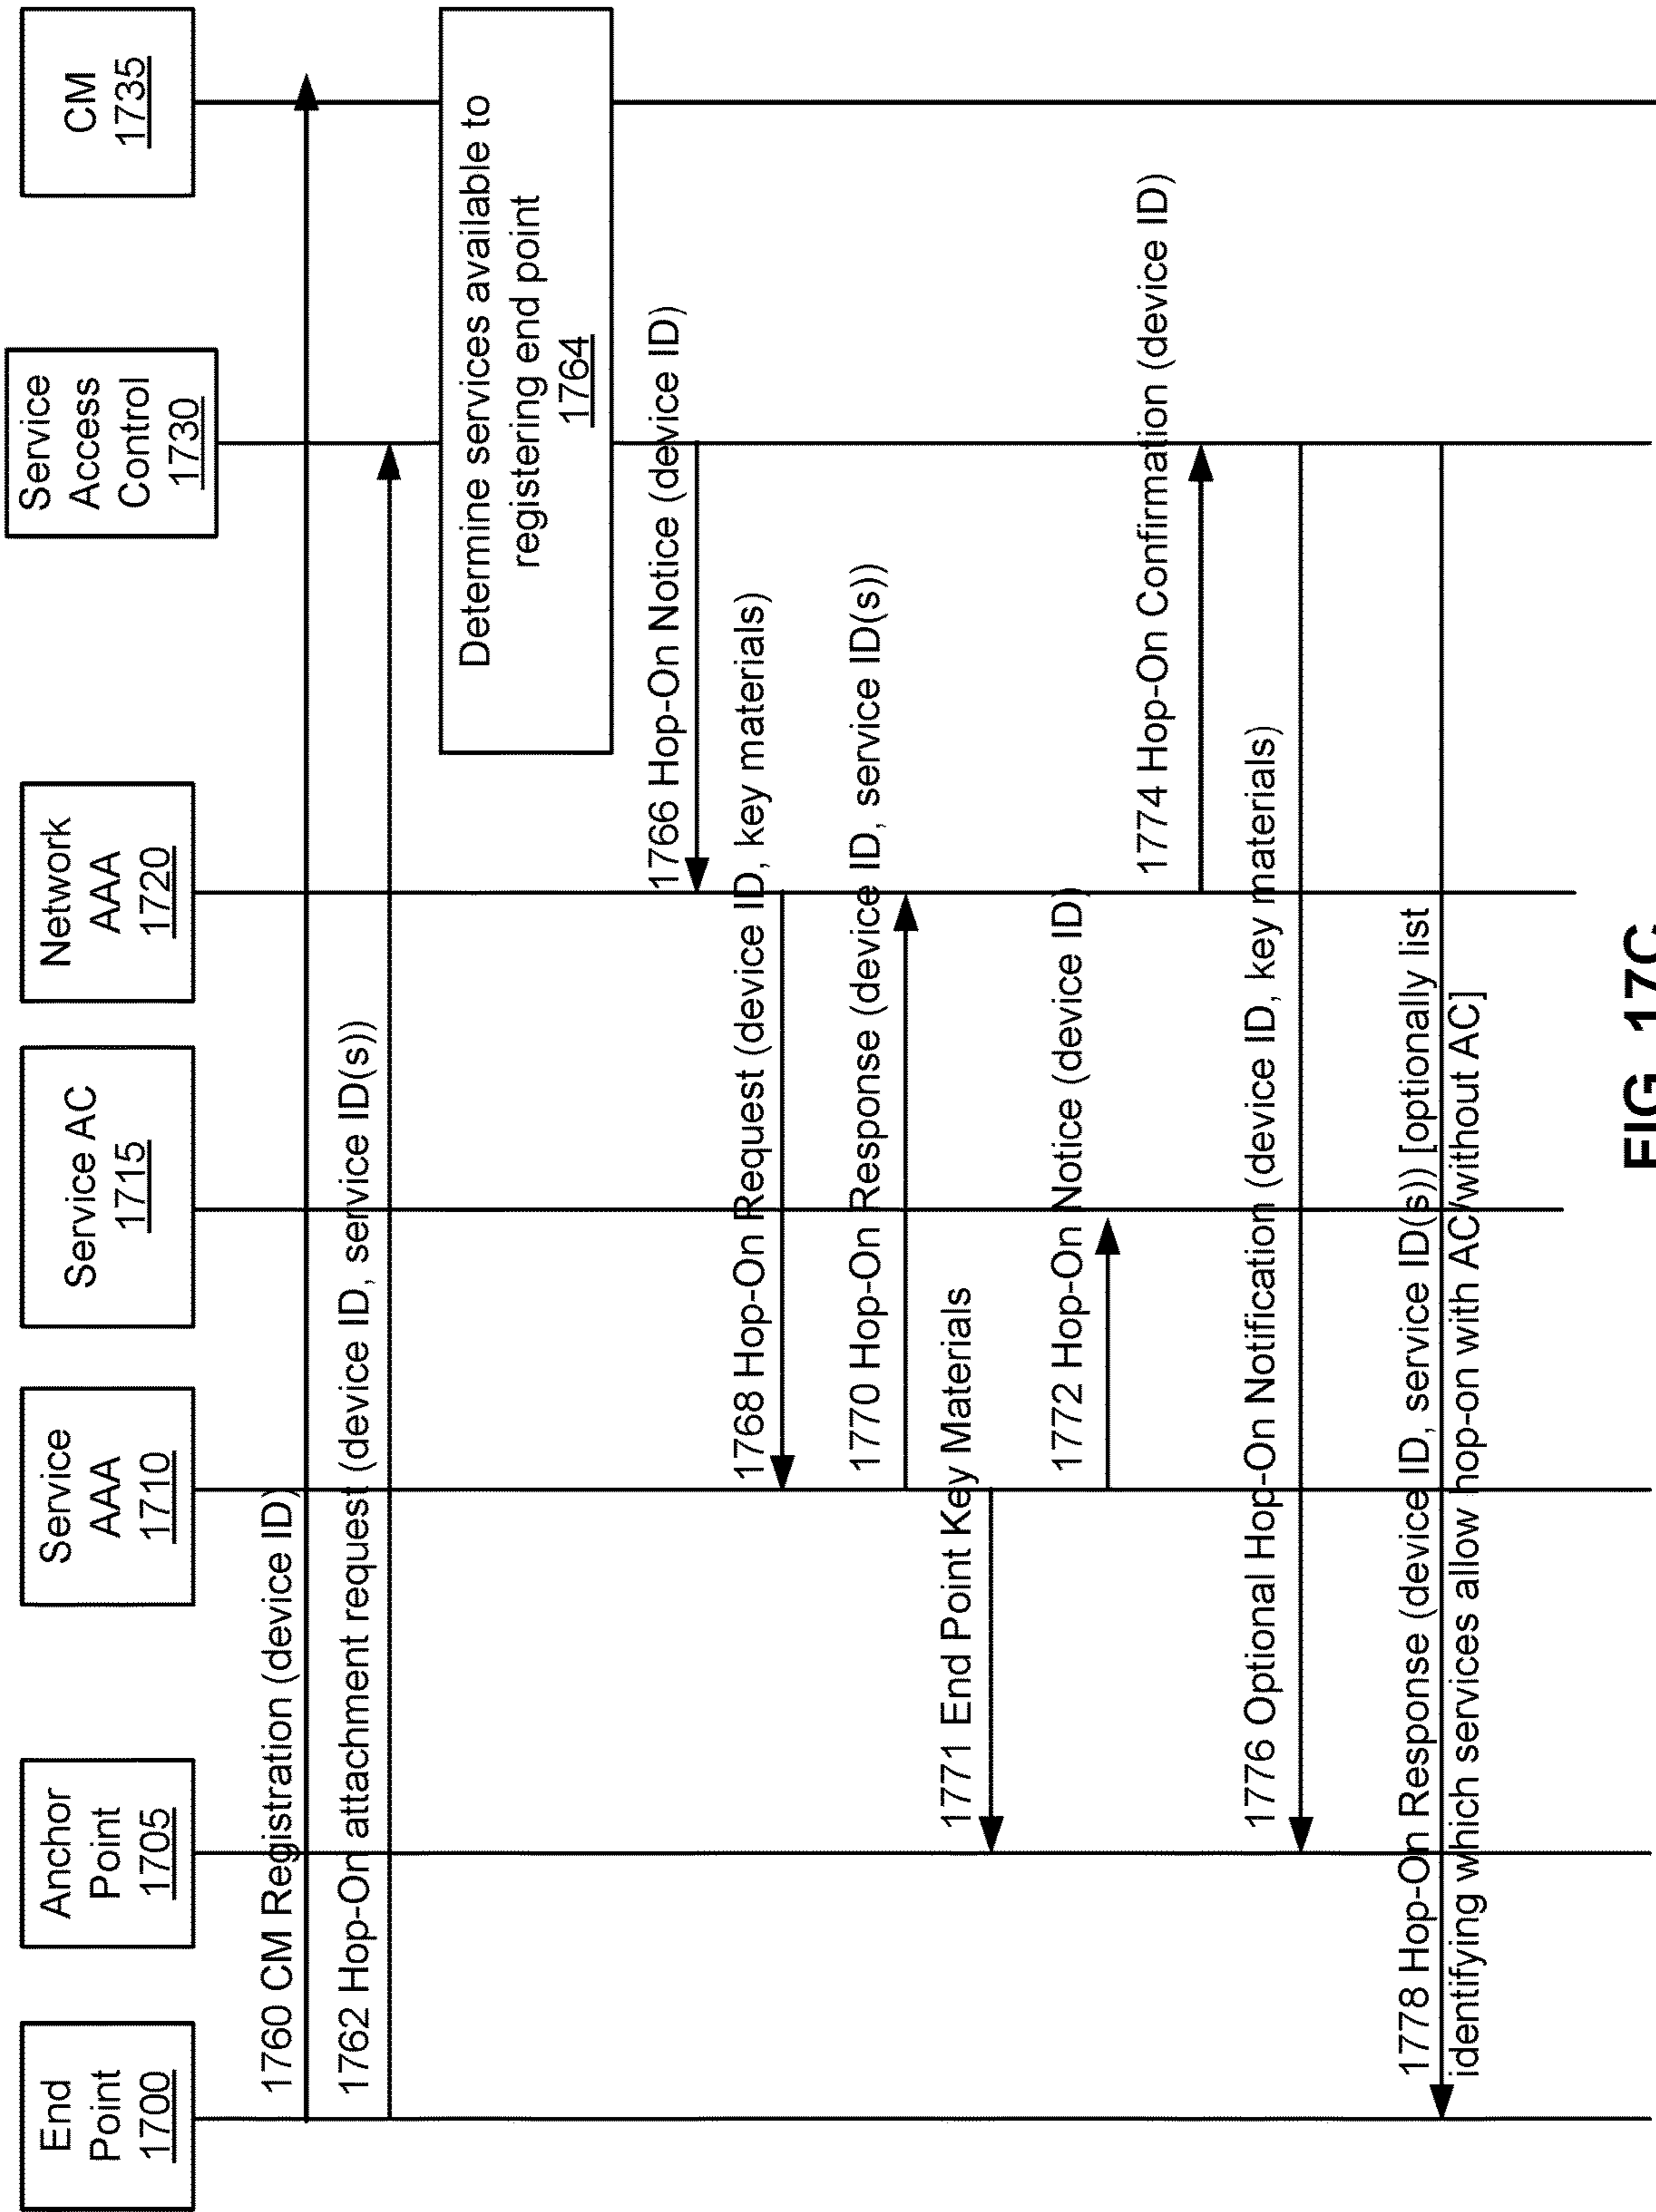 End
Point
1700
Anchor
Point
1705
Service
AAA
1710
Service AC
1715
Network
AAA
1720
Service
Access
Control
1730
CM
1735
1760 CM Registration (device ID)
1762 Hop-On attachment request (device ID, service ID(s))
Determine services available to
registering end point
1764
1766 Hop-On Notice (device ID)
1768 Hop-On Request (device ID, key materials)
1770 Hop-On Response (device ID, service ID(s))
1771 End Point Key Materials
1772 Hop-On Notice (device ID)
1774 Hop-On Confirmation (device ID)
1776 Optional Hop-On Notification (device ID, key materials)
1778 Hop-On Response (device ID, service ID(s)) [optionally list
identifying which services allow hop-on with AC/without AC]
FIG. 17C